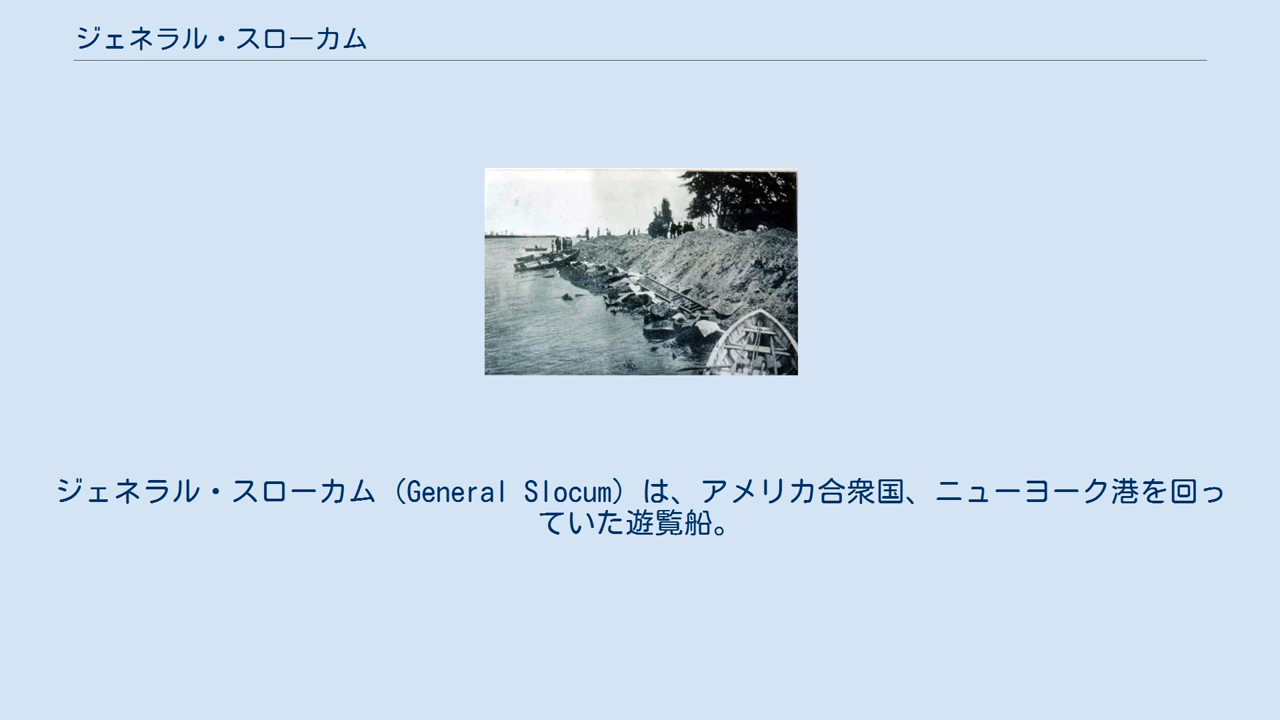 ジェネラル・スローカム
ジェネラル・スローカム（General Slocum）は、アメリカ合衆国、ニューヨーク港を回っ
ていた遊覧船。